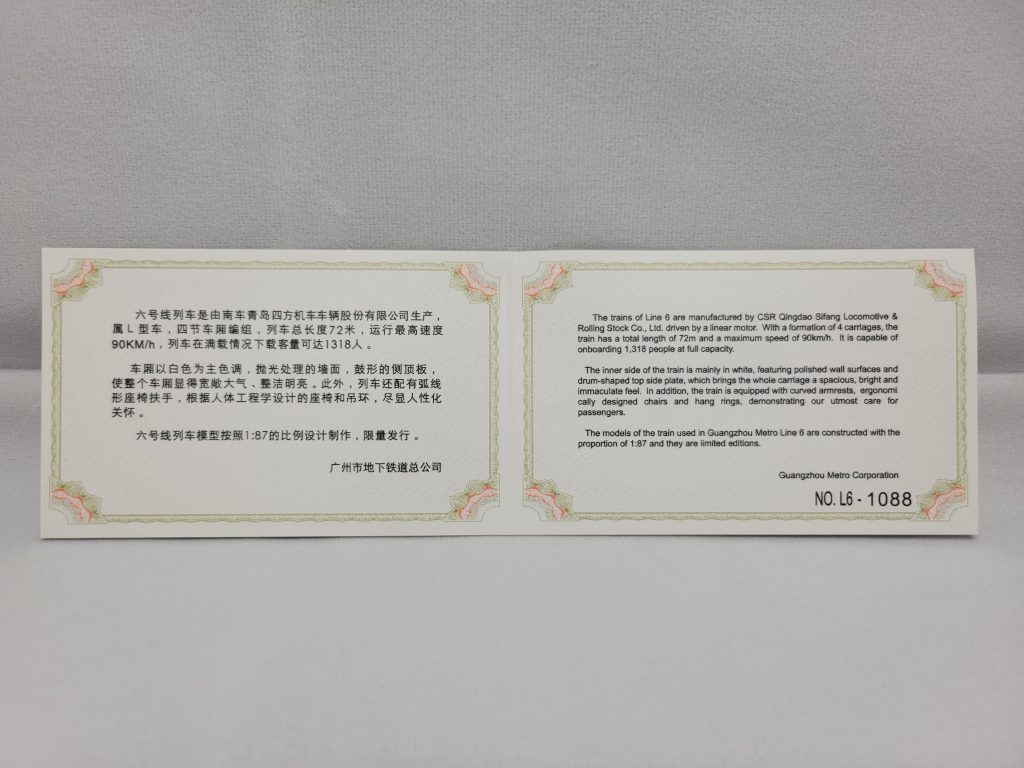 六号线列车是由南车青岛四方机车车辆股份有限公司生产，
属L型车，四节车厢编组，列车总长度72米，运行最高速度
90KM/h，列车在满载情况下载客量可达1318人。
车厢以白色为主色调，抛光处理的墙面，鼓形的侧顶板，
使整个车厢显得宽敞大气、整洁明亮。此外，列车还配有弧线
形座椅扶手，根据人体工程学设计的座椅和吊环，尽显人性化
关怀。
六号线列车模型按照1:87的比例设计制作，限量发行。
广州市地下铁道总公司
The trains of Line 6 are manufactured by CSR Qingdao Sifang Locomotive &
Rolling Stock Co., Ltd. driven by a linear motor. With a formation of 4 carriages, the
train has a total length of 72m and a maximum speed of 90km/h. It is capable of
onboarding 1,318 people at full capacity.
The inner side of the train is mainly in white, featuring polished wall surfaces and
drum-shaped top side plate, which brings the whole carriage a spacious, bright and
immaculate feel. In addition, the train is equipped with curved armrests, ergonomi
cally designed chairs and hang rings, demonstrating our utmost care for
passengers.
The models of the train used in Guangzhou Metro Line 6 are constructed with the
proportion of 1:87 and they are limited editions.
Guangzhou Metro Corporation
NO. L6 - 1088